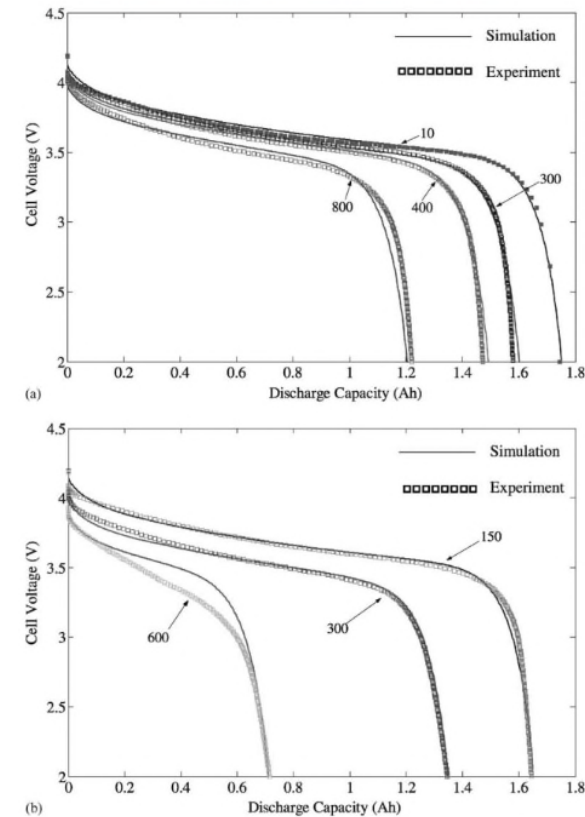 4.5
Simulation
Experiment
4
10
3.5
300
800
400
3
2.5
2
0 0.2 0.4 0.6 0.8 1 1.2 1.4 1.6 1.8
Cell Voltage (V)
(a) Discharge Capacity (Ah)
4.5
Simulation
Experiment
4
150
3.5
600
300
3
2.5
2
0 0.2 0.4 0.6 0.8 1 1.2 1.4 1.6 1.8
Cell Voltage (V)
(b) Discharge Capacity (Ah)